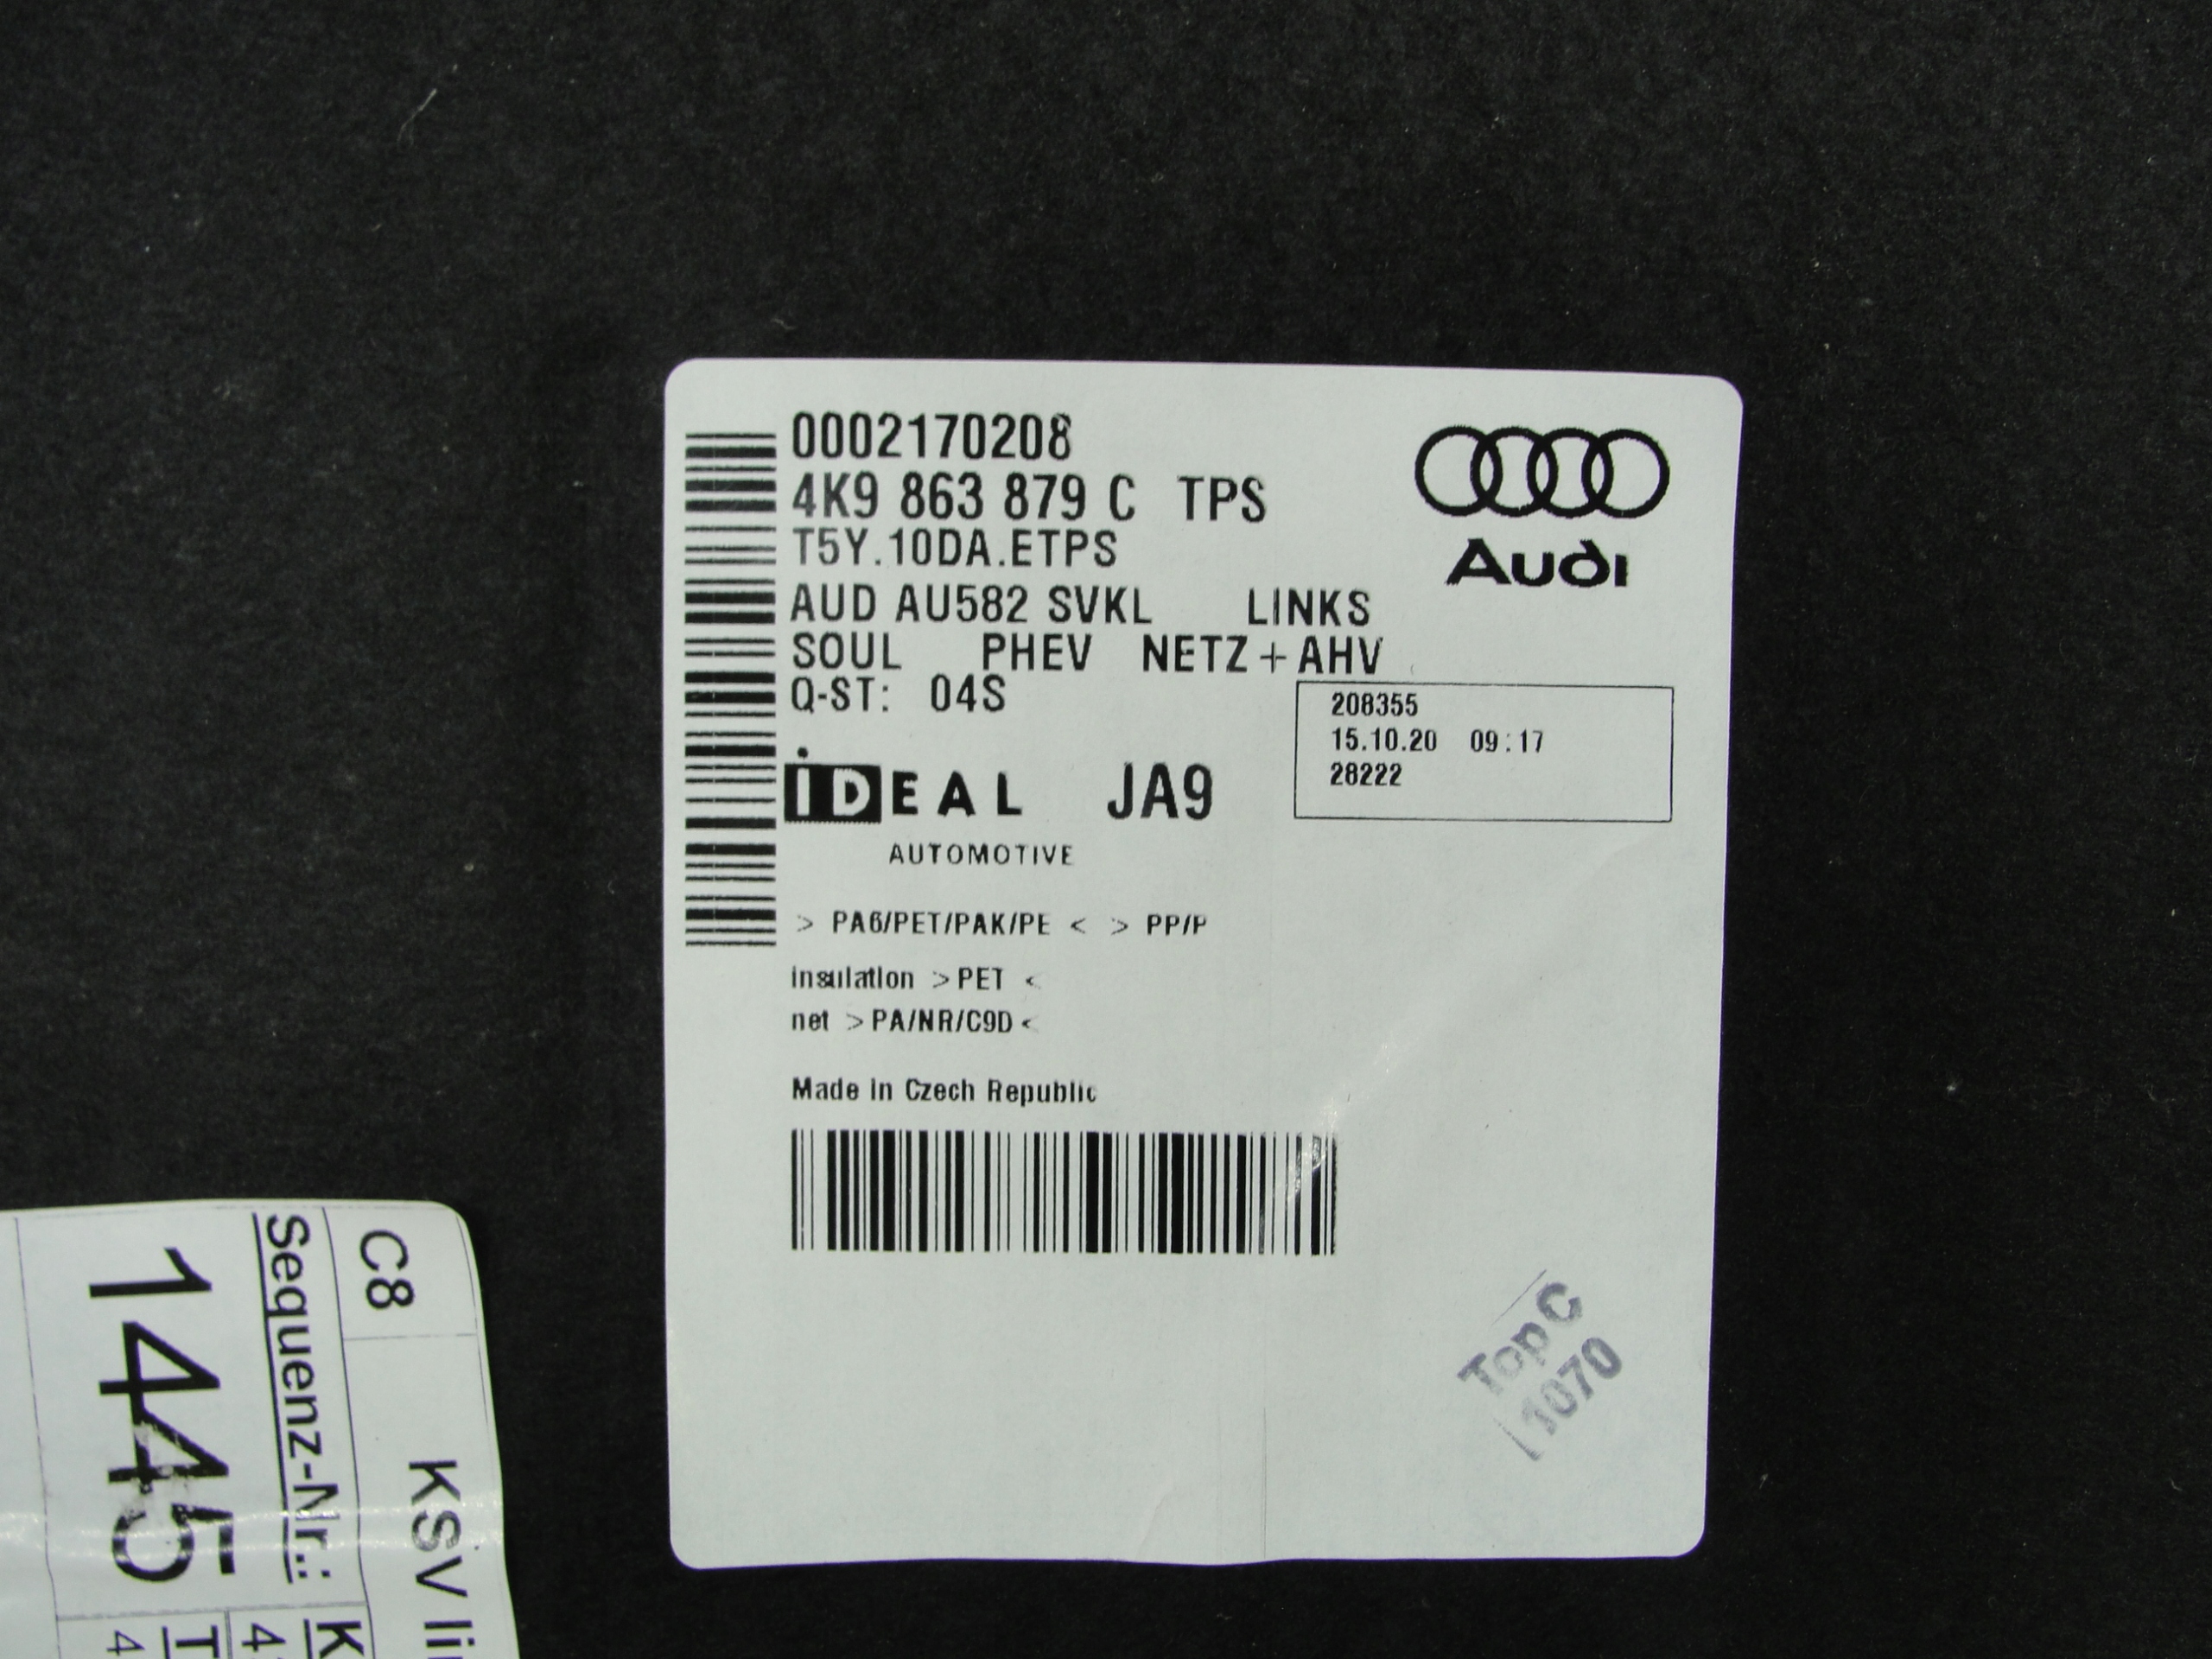 0002170208
4K9 863 879 C TPS
T5Y.10DA.ETPS
AUD AU582 SVKL LINKS
SOUL PHEV NETZ+AHV
Q-ST: 04S
Audi
208355
15.10.20 09:17
28222
IDEAL JA9
AUTOMOTIVE
> PA6/PET/PAK/PE < > PP/P
insulation >PET <
net >PA/NR/C9D<
Made in Czech Republic
Top C
1070
C8
KSV
Sequenz-Nr.:
1445
K
4
T
4